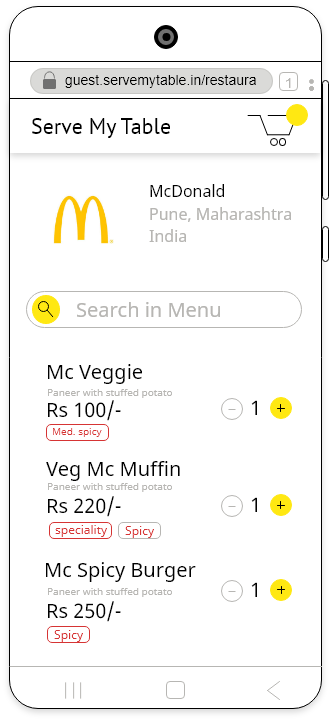 guest.servemytable.in/restaura
1
Serve My Table
McDonald
Pune, Maharashtra
India
Search in Menu
Mc Veggie
Paneer with stuffed potato
Rs 100/-
− 1 +
Med. spicy
Veg Mc Muffin
Paneer with stuffed potato
Rs 220/-
− 1 +
speciality Spicy
Mc Spicy Burger
Paneer with stuffed potato
Rs 250/-
− 1 +
Spicy